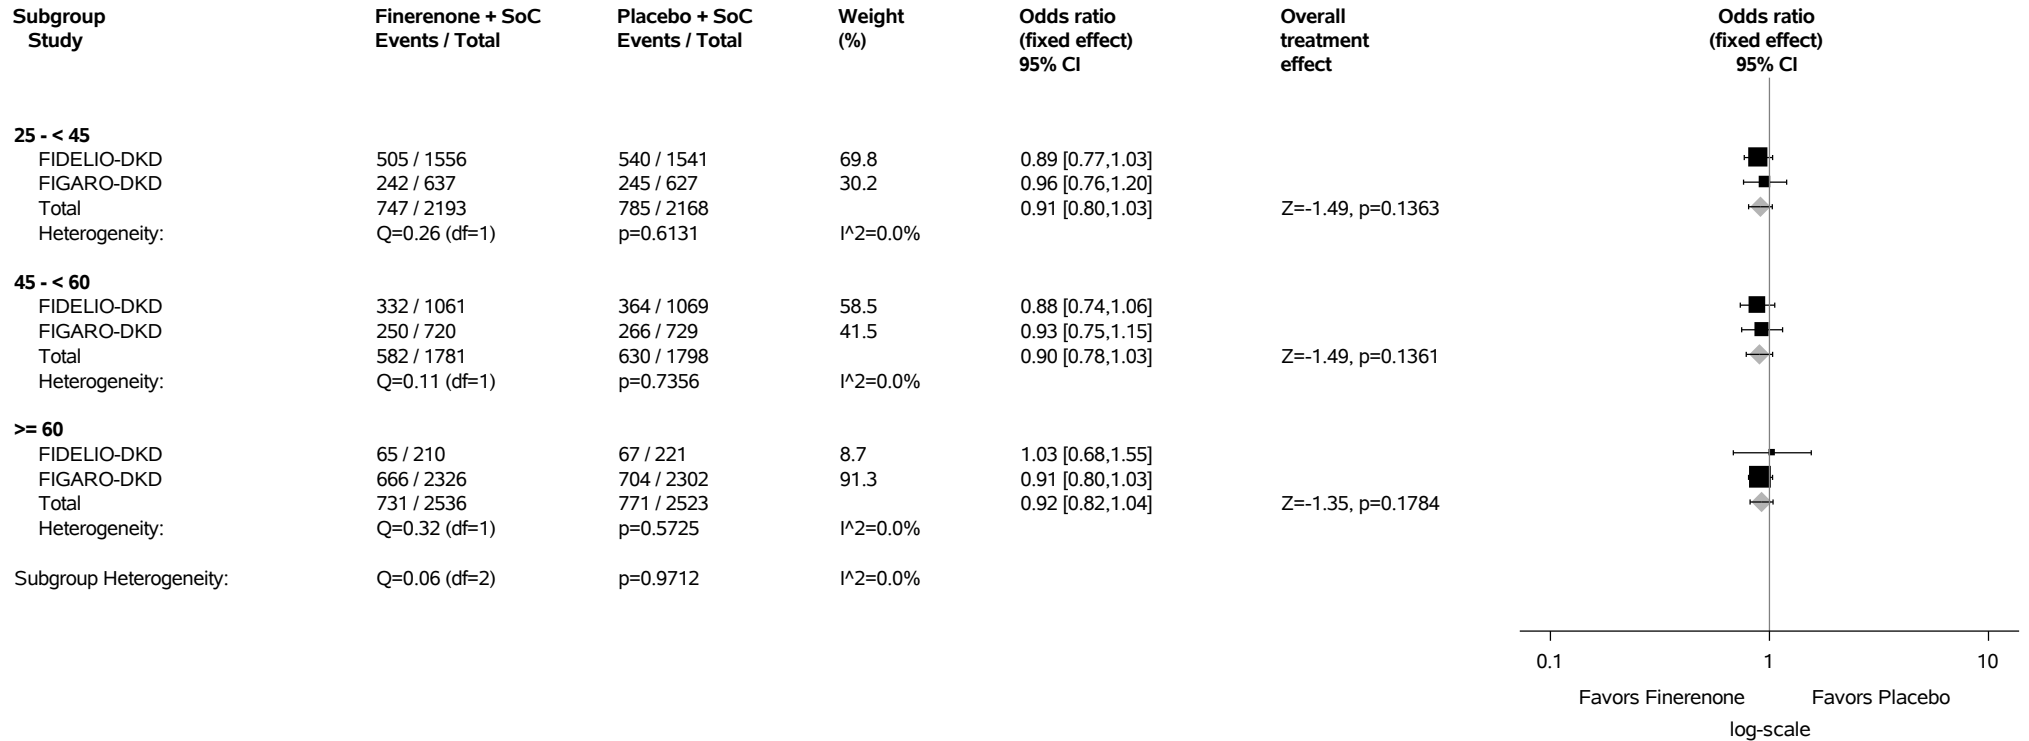 Subgroup Finerenone + SoC Placebo + SoC Weight Odds ratio Overall Odds ratio
Study Events / Total Events / Total (%) (fixed effect) treatment (fixed effect)
95% CI effect 95% CI
25 - < 45
FIDELIO-DKD 505 / 1556 540 / 1541 69.8 0.89 [0.77,1.03]
FIGARO-DKD 242 / 637 245 / 627 30.2 0.96 [0.76,1.20]
Total 747 / 2193 785 / 2168 0.91 [0.80,1.03] Z=-1.49, p=0.1363
Heterogeneity: Q=0.26 (df=1) p=0.6131 I^2=0.0%
45 - < 60
FIDELIO-DKD 332 / 1061 364 / 1069 58.5 0.88 [0.74,1.06]
FIGARO-DKD 250 / 720 266 / 729 41.5 0.93 [0.75,1.15]
Total 582 / 1781 630 / 1798 0.90 [0.78,1.03] Z=-1.49, p=0.1361
Heterogeneity: Q=0.11 (df=1) p=0.7356 I^2=0.0%
>= 60
FIDELIO-DKD 65 / 210 67 / 221 8.7 1.03 [0.68,1.55]
FIGARO-DKD 666 / 2326 704 / 2302 91.3 0.91 [0.80,1.03]
Total 731 / 2536 771 / 2523 0.92 [0.82,1.04] Z=-1.35, p=0.1784
Heterogeneity: Q=0.32 (df=1) p=0.5725 I^2=0.0%
Subgroup Heterogeneity: Q=0.06 (df=2) p=0.9712 I^2=0.0%
0.1 1 10
Favors Finerenone Favors Placebo
log-scale